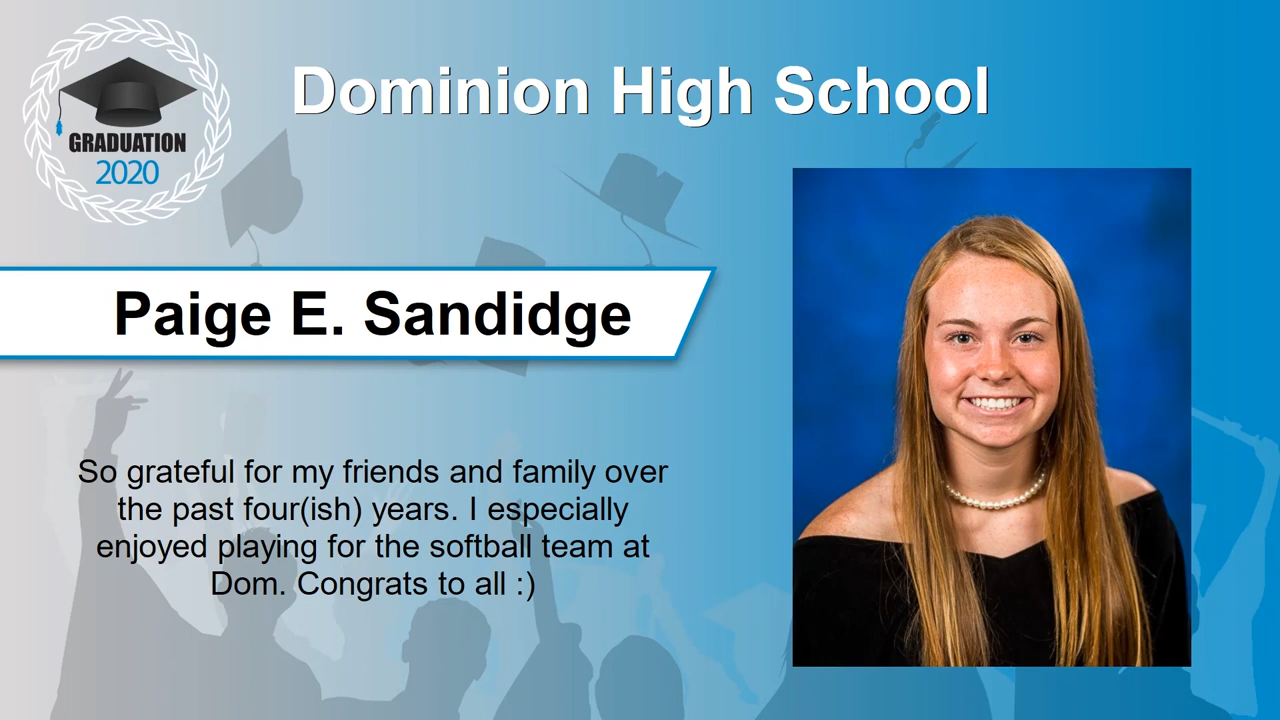 GRADUATION
2020
Dominion High School
Paige E. Sandidge
So grateful for my friends and family over
the past four(ish) years. I especially
enjoyed playing for the softball team at
Dom. Congrats to all :)